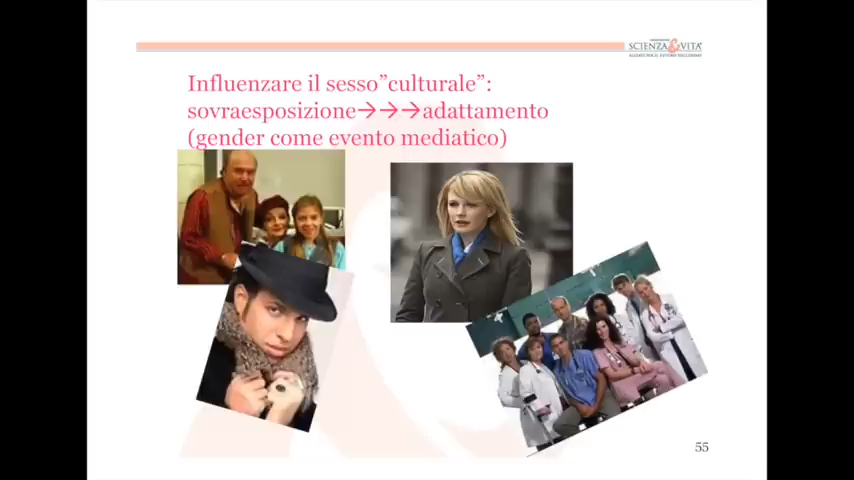 SCIENZA&VITA
Influenzare il sesso”culturale”:
sovraesposizione→→→adattamento
(gender come evento mediatico)
55